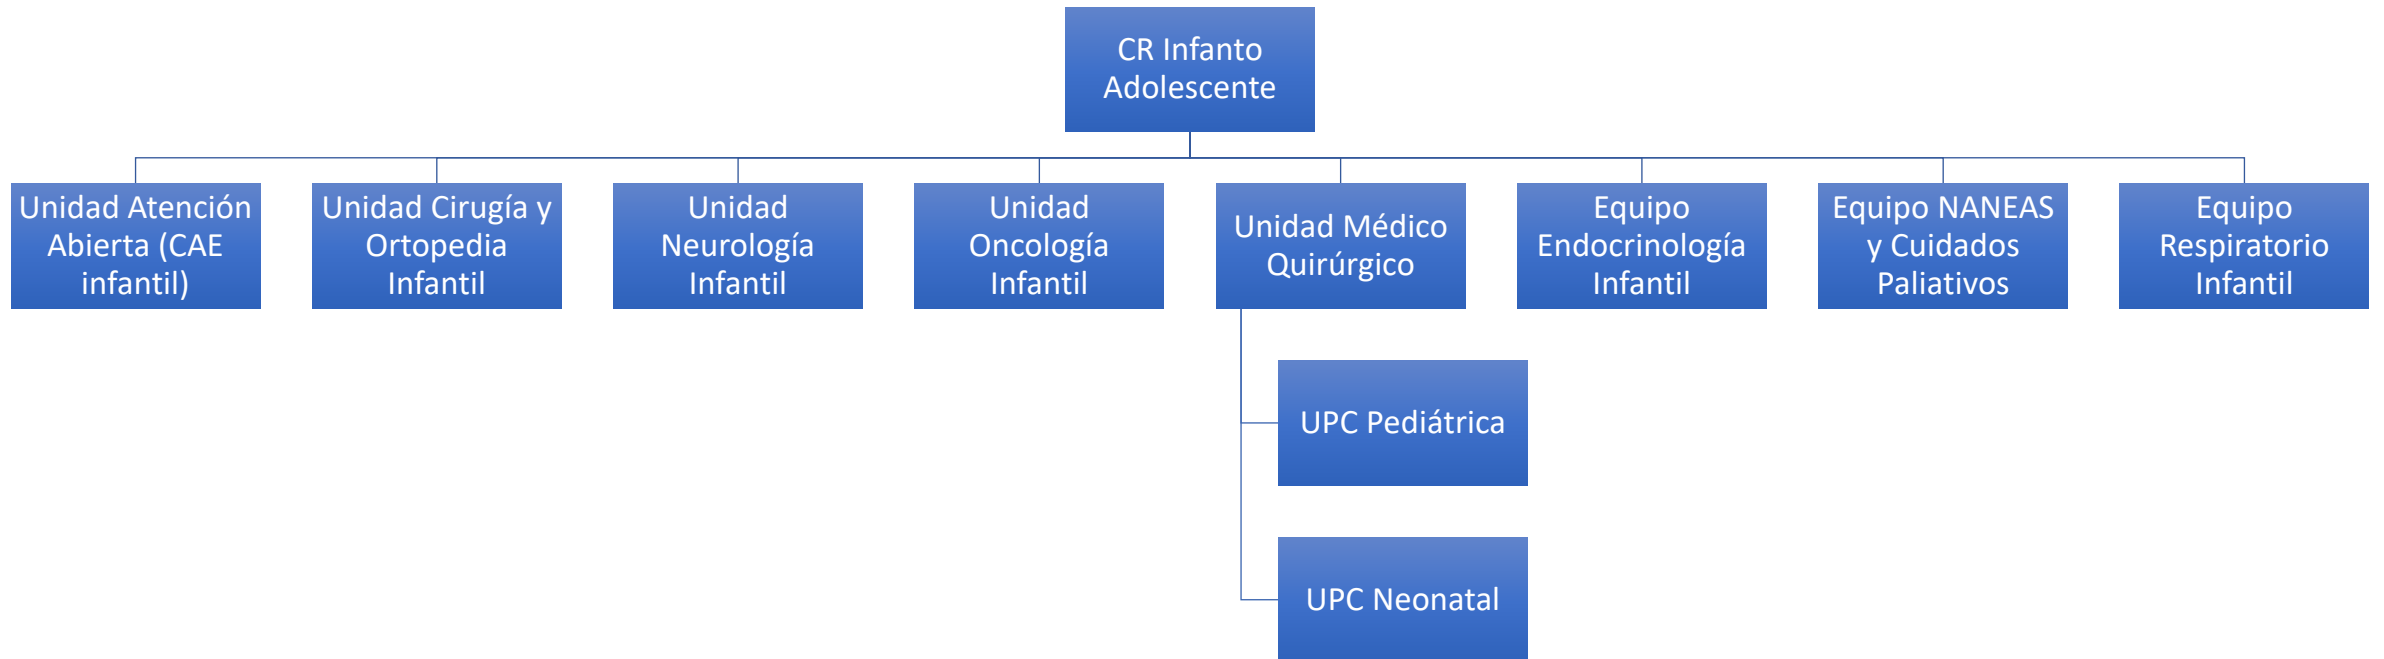 CR Infanto
Adolescente
Unidad Atención
Abierta (CAE
infantil)
Unidad Cirugía y
Ortopedia
Infantil
Unidad
Neurología
Infantil
Unidad
Oncología
Infantil
Unidad Médico
Quirúrgico
Equipo
Endocrinología
Infantil
Equipo NANEAS
y Cuidados
Paliativos
Equipo
Respiratorio
Infantil
UPC Pediátrica
UPC Neonatal